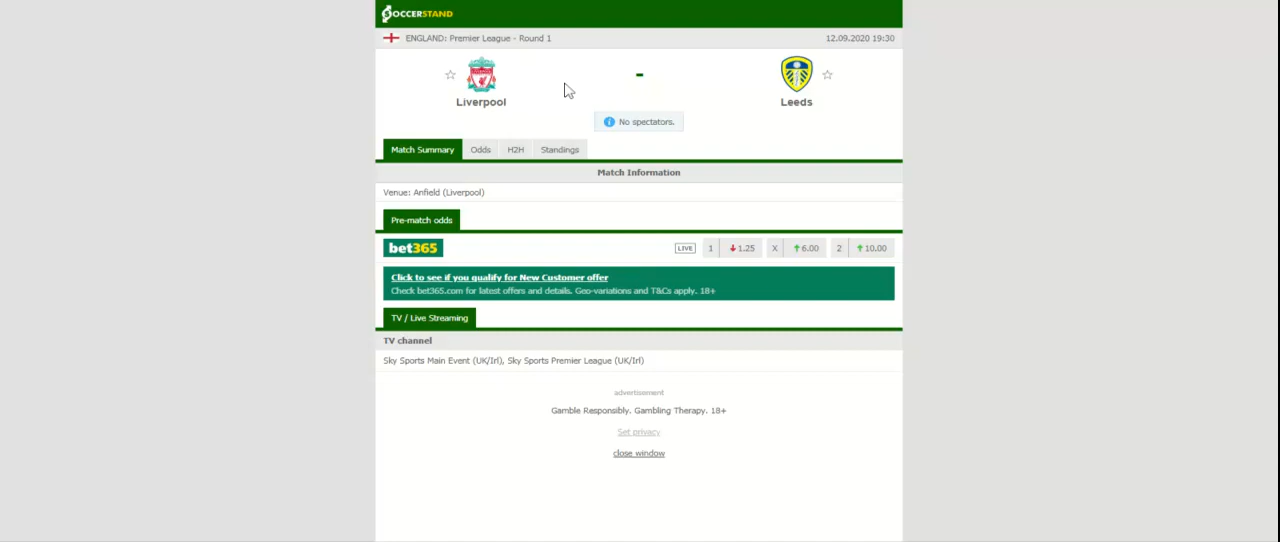 SOCCERSTAND
ENGLAND: Premier League - Round 1 12.09.2020 19:30
-
Liverpool Leeds
No spectators.
Match Summary Odds H2H Standings
Match Information
Venue: Anfield (Liverpool)
Pre-match odds
bet365 LIVE 1 1.25 X 6.00 2 10.00
Click to see if you qualify for New Customer offer
Check bet365.com for latest offers and details. Geo-variations and T&Cs apply. 18+
TV / Live Streaming
TV channel
Sky Sports Main Event (UK/Irl), Sky Sports Premier League (UK/Irl)
advertisement
Gamble Responsibly. Gambling Therapy. 18+
Set privacy
close window